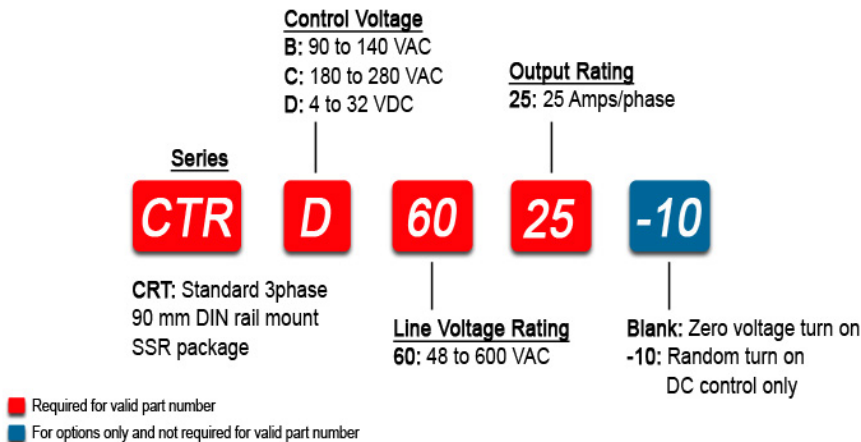 Control Voltage
B: 90 to 140 VAC
C: 180 to 280 VAC
D: 4 to 32 VDC
Output Rating
25: 25 Amps/phase
Series
CTR D 60 25 -10
CRT: Standard 3phase
90 mm DIN rail mount
SSR package
Line Voltage Rating
60: 48 to 600 VAC
Blank: Zero voltage turn on
-10: Random turn on
DC control only
Required for valid part number
For options only and not required for valid part number